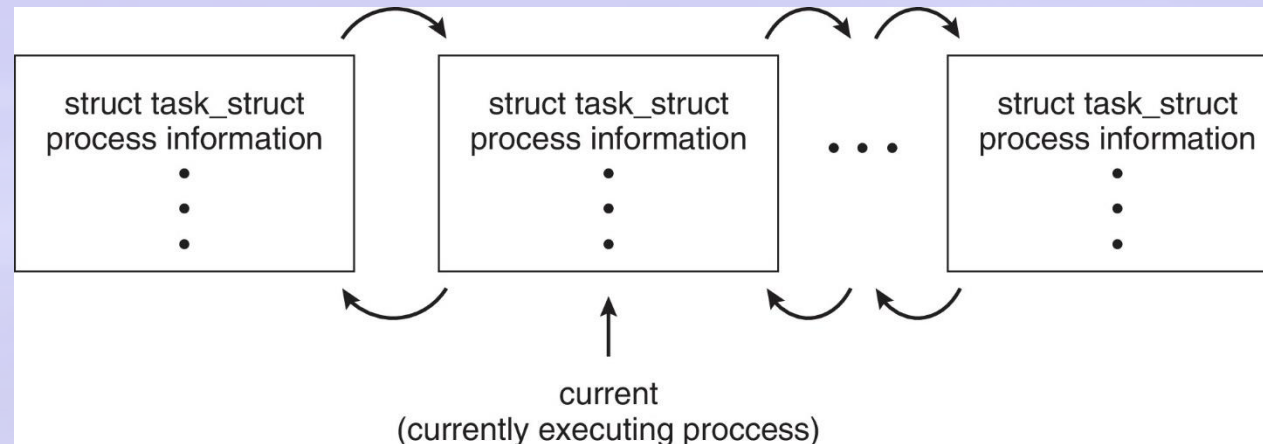 struct task_struct
process information
struct task_struct
process information
• • •
struct task_struct
process information
current
(currently executing proccess)